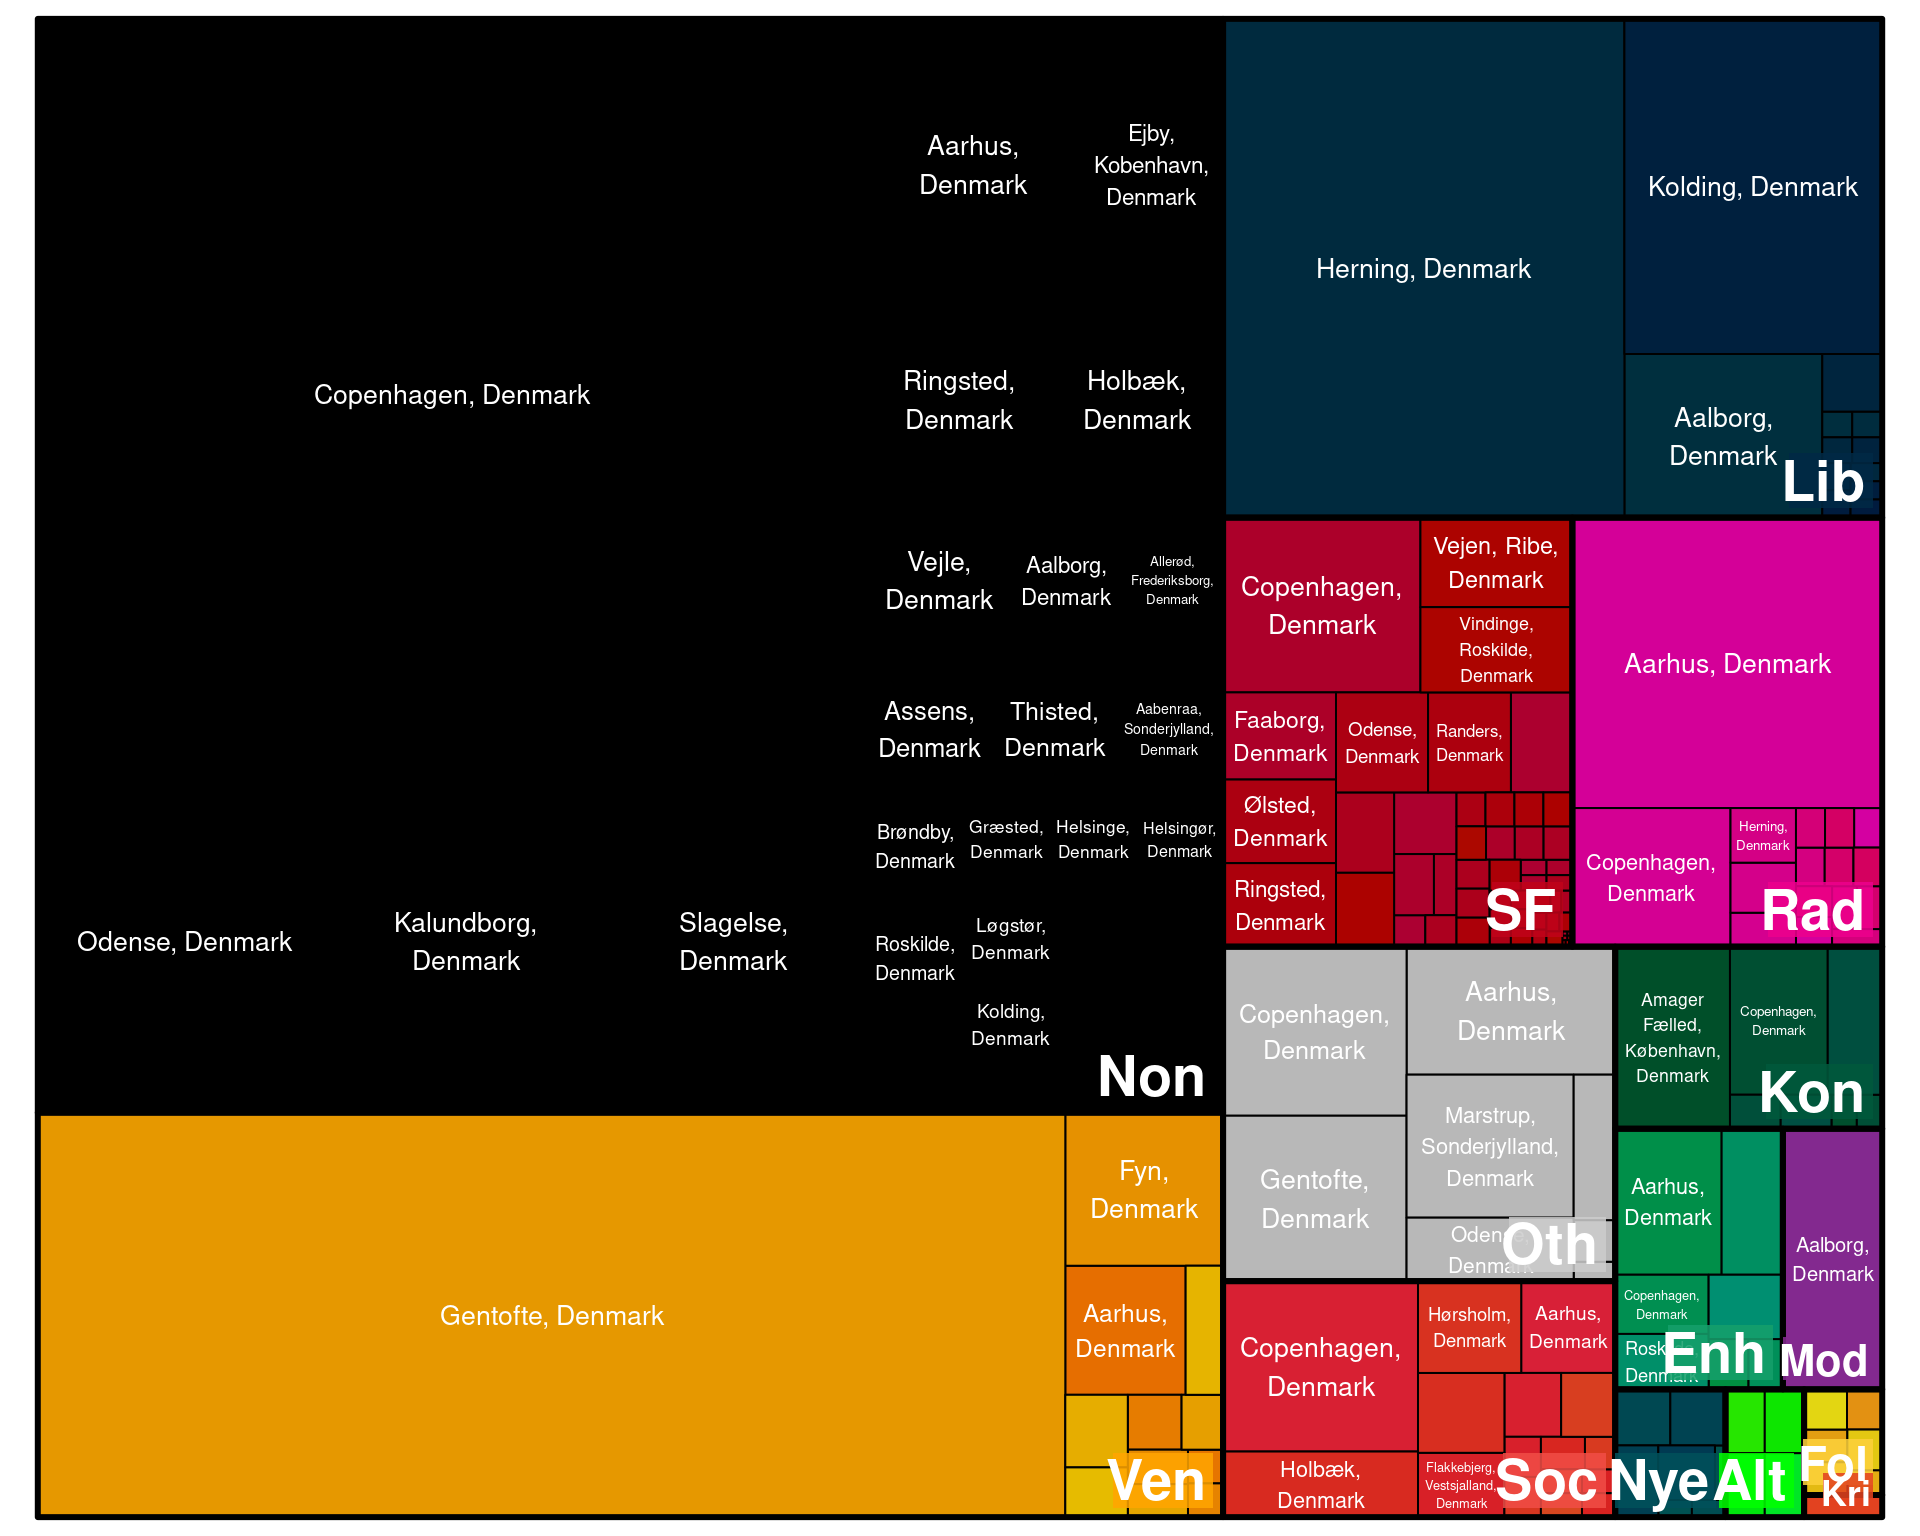 Copenhagen, Denmark
Aarhus,
Denmark
Ejby,
Kobenhavn,
Denmark
Ringsted,
Denmark
Holbæk,
Denmark
Vejle,
Denmark
Aalborg,
Denmark
Allerød,
Frederiksborg,
Denmark
Assens,
Denmark
Thisted,
Denmark
Aabenraa,
Sonderjylland,
Denmark
Brøndby,
Denmark
Græsted,
Denmark
Helsinge,
Denmark
Helsingør,
Denmark
Odense, Denmark
Kalundborg,
Denmark
Slagelse,
Denmark
Roskilde,
Denmark
Løgstør,
Denmark
Kolding,
Denmark
Non
Gentofte, Denmark
Fyn,
Denmark
Aarhus,
Denmark
Ven
Herning, Denmark
Kolding, Denmark
Aalborg,
Denmark
Lib
Copenhagen,
Denmark
Vejen, Ribe,
Denmark
Vindinge,
Roskilde,
Denmark
Faaborg,
Denmark
Odense,
Denmark
Randers,
Denmark
Ølsted,
Denmark
Ringsted,
Denmark
SF
Aarhus, Denmark
Copenhagen,
Denmark
Herning,
Denmark
Rad
Copenhagen,
Denmark
Aarhus,
Denmark
Gentofte,
Denmark
Marstrup,
Sonderjylland,
Denmark
Odense,
Denmark
Oth
Amager
Fælled,
København,
Denmark
Copenhagen,
Denmark
Kon
Aarhus,
Denmark
Copenhagen,
Denmark
Roskilde,
Denmark
Enh
Aalborg,
Denmark
Mod
Copenhagen,
Denmark
Hørsholm,
Denmark
Aarhus,
Denmark
Holbæk,
Denmark
Flakkebjerg,
Vestsjalland,
Denmark
Soc
Nye
Alt
Fol
Kri